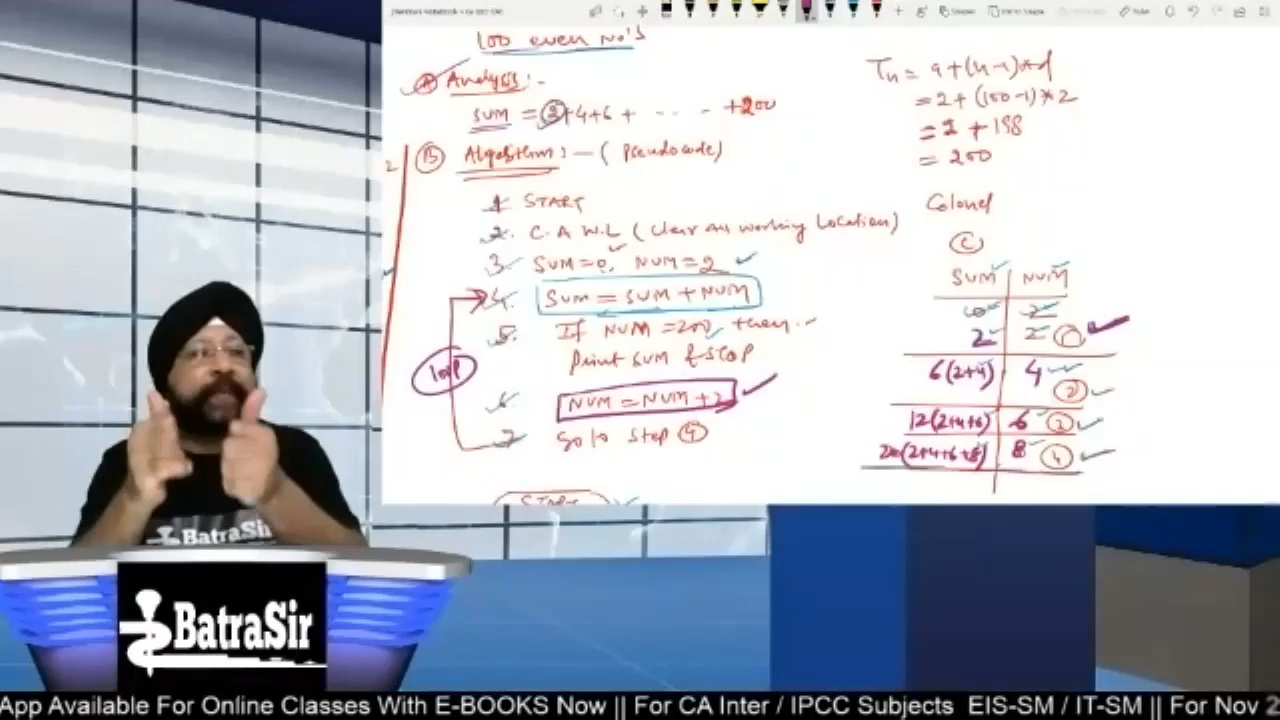 100 even No's
(A) Analysis:-
SUM = 2+4+6+ ..... +200
(B) Algorithm:- (Pseudocode)
1. START
2. C.A.W.L (Clear All working Location)
3. SUM=0, NUM=2
4. SUM=SUM+NUM
5. If NUM=200, then
Print SUM & STOP
6. NUM=NUM+2
7. Go to Step (4)
Loop
START
Tn = a+(n-1)*d
= 2+(100-1)*2
= 2+198
= 200
(C)
SUM NUM
0 2
2 2 (1)
6(2+4) 4
(2)
12(2+4+6) 6
20(2+4+6+8) 8 (4)
BatraSir
BatraSir
App Available For Online Classes With E-BOOKS Now || For CA Inter / IPCC Subjects EIS-SM / IT-SM || For Nov 2